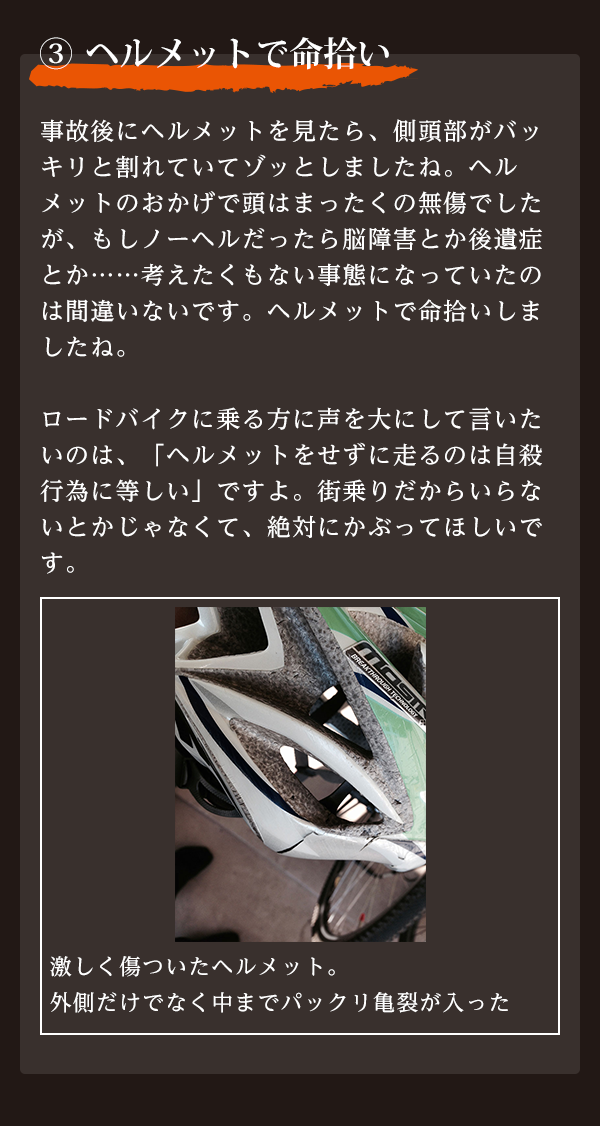 ③ ヘルメットで命拾い
事故後にヘルメットを見たら、側頭部がバッ
キリと割れていてゾッとしましたね。ヘル
メットのおかげで頭はまったくの無傷でした
が、もしノーヘルだったら脳障害とか後遺症
とか……考えたくもない事態になっていたの
は間違いないです。ヘルメットで命拾いしま
したね。
ロードバイクに乗る方に声を大にして言いた
いのは、「ヘルメットをせずに走るのは自殺
行為に等しい」ですよ。街乗りだからいらな
いとかじゃなくて、絶対にかぶってほしいで
す。
BREAKTHROUGH TECHNOLOGY
激しく傷ついたヘルメット。
外側だけでなく中までパックリ亀裂が入った